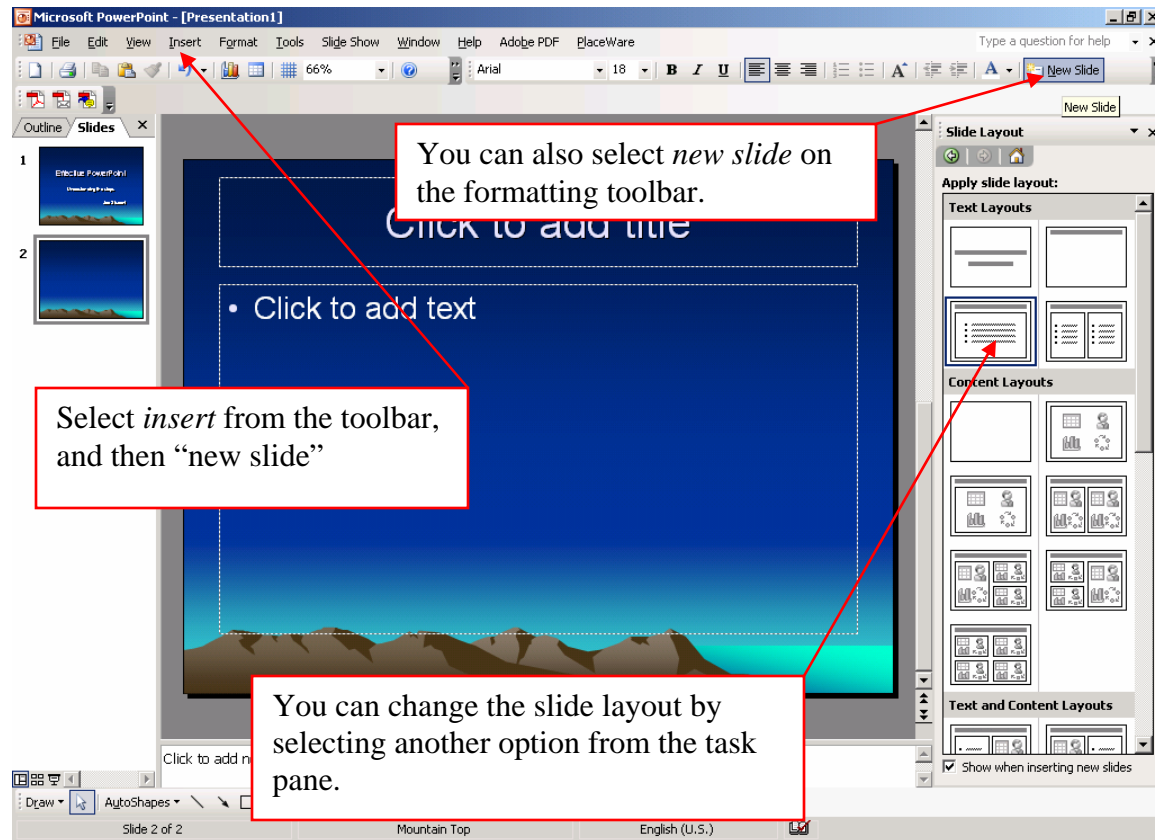 Microsoft PowerPoint - [Presentation1]
File Edit View Insert Format Tools Slide Show Window Help Adobe PDF PlaceWare Type a question for help
66% Arial 18 B I U A A New Slide
New Slide
Outline Slides
1
Effective PowerPoint
2
You can also select new slide on
the formatting toolbar.
Click to add title
• Click to add text
Select insert from the toolbar,
and then “new slide”
You can change the slide layout by
selecting another option from the task
pane.
Slide Layout
Apply slide layout:
Text Layouts
Content Layouts
Text and Content Layouts
Show when inserting new slides
Click to add
Draw AutoShapes
Slide 2 of 2 Mountain Top English (U.S.)